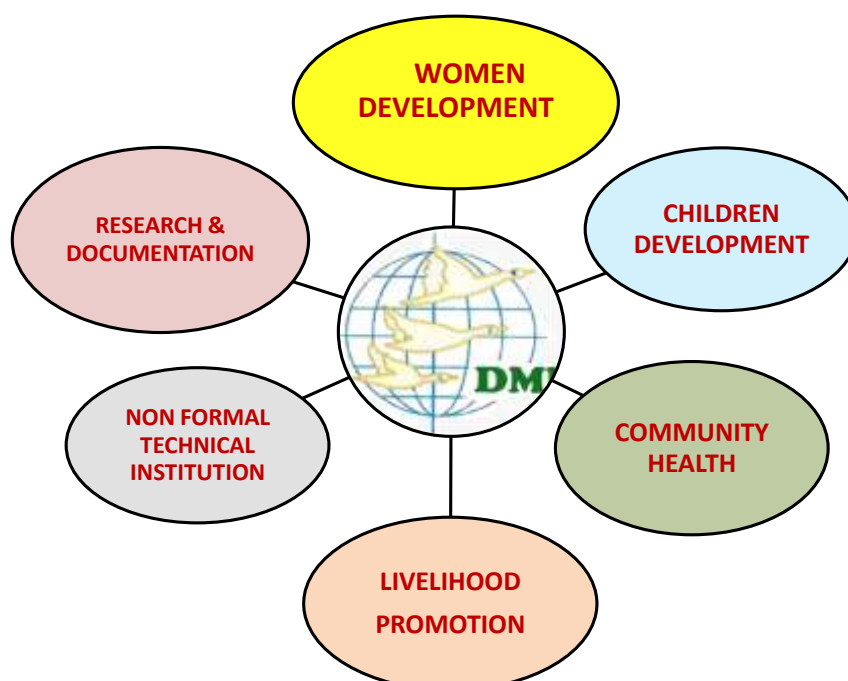 WOMEN
DEVELOPMENT
RESEARCH &
DOCUMENTATION
CHILDREN
DEVELOPMENT
NON FORMAL
TECHNICAL
INSTITUTION
COMMUNITY
HEALTH
LIVELIHOOD
PROMOTION